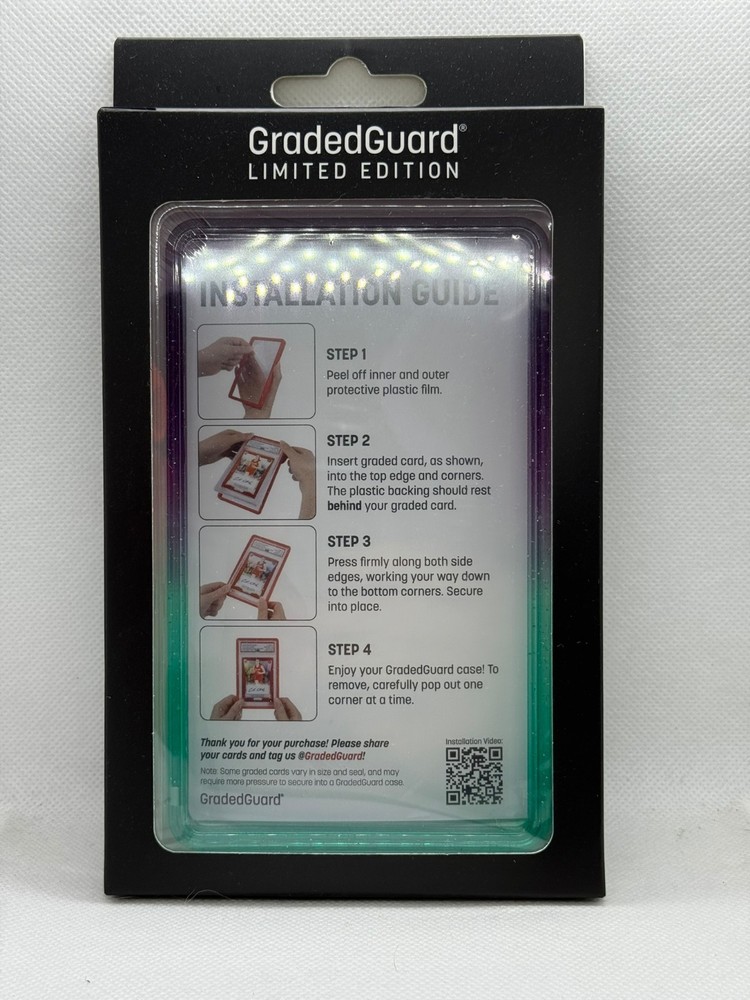 GradedGuard®
LIMITED EDITION
INSTALLATION GUIDE
STEP 1
Peel off inner and outer
protective plastic film.
STEP 2
Insert graded card, as shown,
into the top edge and corners.
The plastic backing should rest
behind your graded card.
STEP 3
Press firmly along both side
edges, working your way down
to the bottom corners. Secure
into place.
STEP 4
Enjoy your GradedGuard case! To
remove, carefully pop out one
corner at a time.
Thank you for your purchase! Please share
your cards and tag us @GradedGuard!
Note: Some graded cards vary in size and seal, and may
require more pressure to secure into a GradedGuard case.
GradedGuard®
Installation Video: